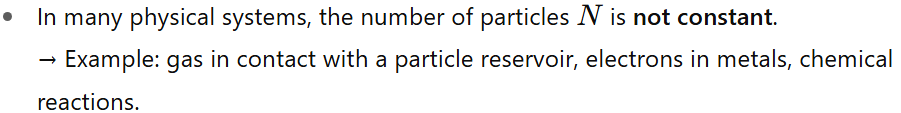 • In many physical systems, the number of particles N is not constant.
→ Example: gas in contact with a particle reservoir, electrons in metals, chemical
reactions.